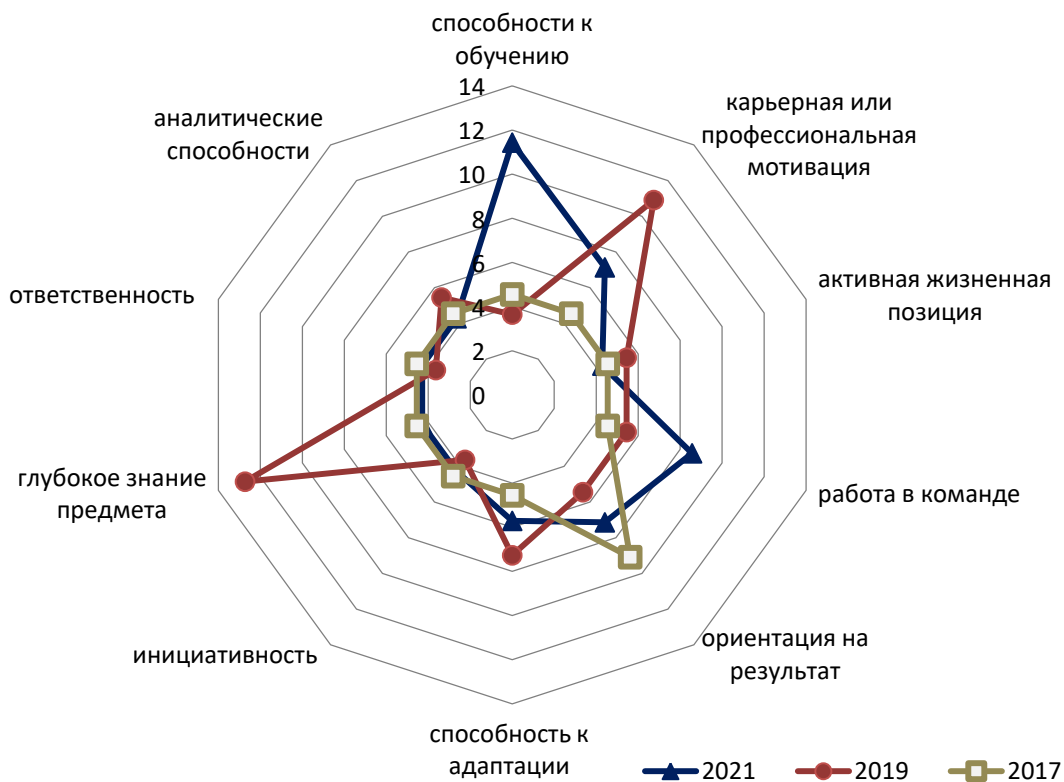 способности к
обучению
карьерная или
профессиональная
мотивация
активная жизненная
позиция
работа в команде
ориентация на
результат
способность к
адаптации
инициативность
глубокое знание
предмета
ответственность
аналитические
способности
14
12
10
8
6
4
2
0
2021 2019 2017